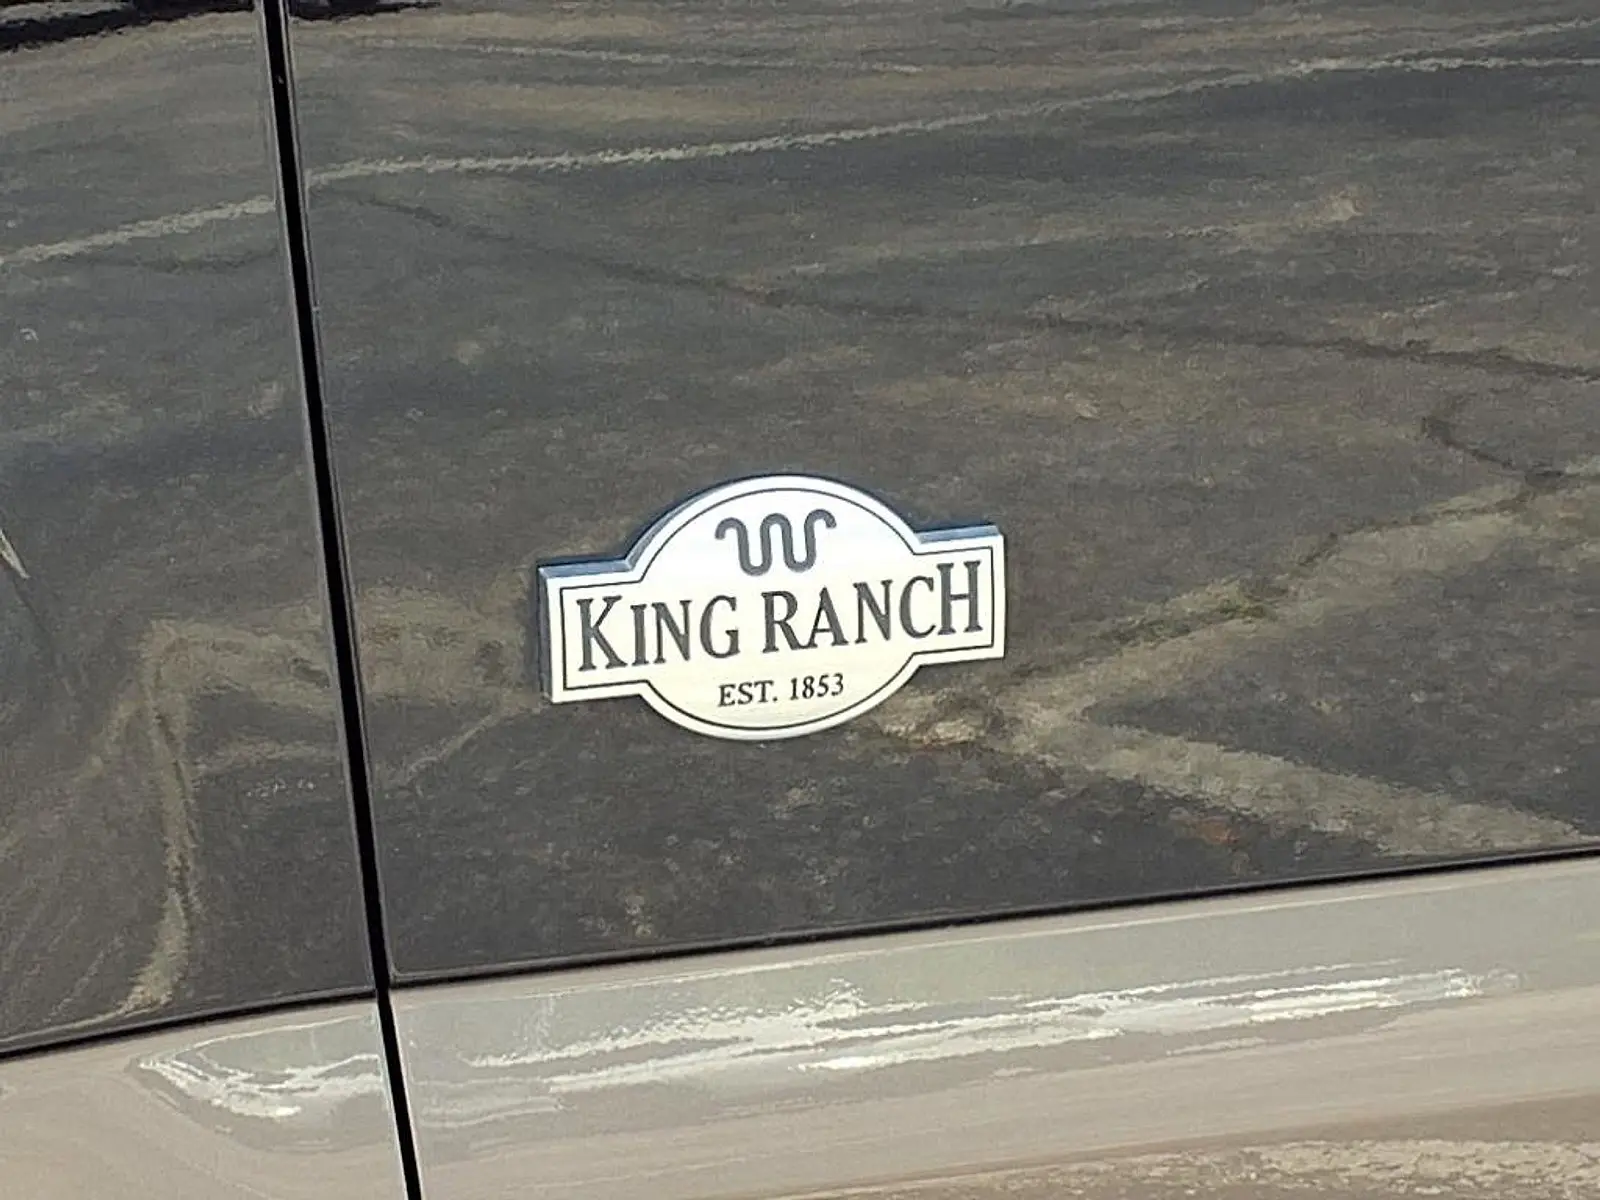 KING RANCH
EST. 1853